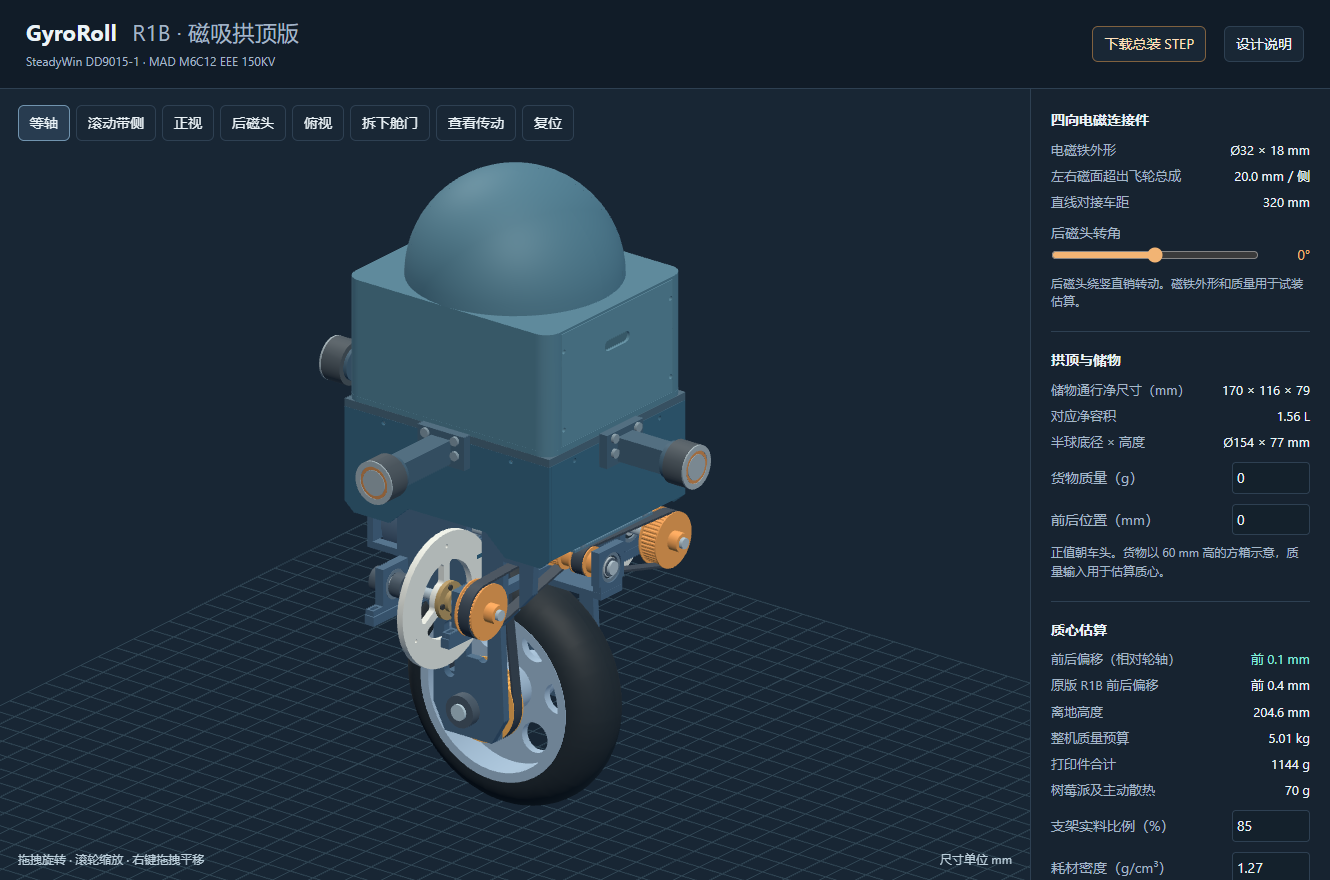 GyroRoll R1B · 磁吸拱顶版
SteadyWin DD9015-1 · MAD M6C12 EEE 150KV
下载总装 STEP
设计说明
等轴
滚动带侧
正视
后磁头
俯视
拆下舱门
查看传动
复位
四向电磁连接件
电磁铁外形 Ø32 × 18 mm
左右磁面超出飞轮总成 20.0 mm / 侧
直线对接车距 320 mm
后磁头转角 0°
后磁头绕竖直销转动。磁铁外形和质量用于试装
估算。
拱顶与储物
储物通行净尺寸（mm） 170 × 116 × 79
对应净容积 1.56 L
半球底径 × 高度 Ø154 × 77 mm
货物质量（g） 0
前后位置（mm） 0
正值朝车头。货物以 60 mm 高的方箱示意，质
量输入用于估算质心。
质心估算
前后偏移（相对轮轴） 前 0.1 mm
原版 R1B 前后偏移 前 0.4 mm
离地高度 204.6 mm
整机质量预算 5.01 kg
打印件合计 1144 g
树莓派及主动散热 70 g
支架实料比例（%） 85
耗材密度（g/cm³） 1.27
拖拽旋转 · 滚轮缩放 · 右键拖拽平移
尺寸单位 mm